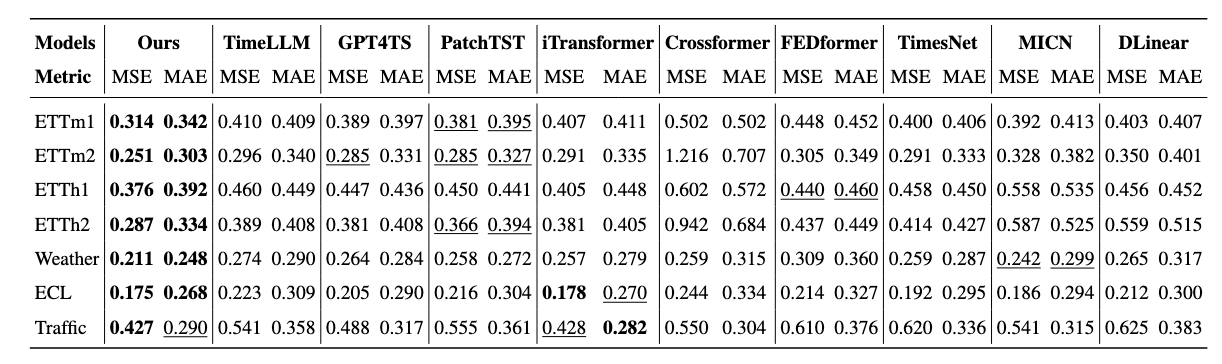 Models Ours TimeLLM GPT4TS PatchTST iTransformer Crossformer FEDformer TimesNet MICN DLinear
Metric MSE MAE MSE MAE MSE MAE MSE MAE MSE MAE MSE MAE MSE MAE MSE MAE MSE MAE MSE MAE
ETTm1 0.314 0.342 0.410 0.409 0.389 0.397 0.381 0.395 0.407 0.411 0.502 0.502 0.448 0.452 0.400 0.406 0.392 0.413 0.403 0.407
ETTm2 0.251 0.303 0.296 0.340 0.285 0.331 0.285 0.327 0.291 0.335 1.216 0.707 0.305 0.349 0.291 0.333 0.328 0.382 0.350 0.401
ETTh1 0.376 0.392 0.460 0.449 0.447 0.436 0.450 0.441 0.405 0.448 0.602 0.572 0.440 0.460 0.458 0.450 0.558 0.535 0.456 0.452
ETTh2 0.287 0.334 0.389 0.408 0.381 0.408 0.366 0.394 0.381 0.405 0.942 0.684 0.437 0.449 0.414 0.427 0.587 0.525 0.559 0.515
Weather 0.211 0.248 0.274 0.290 0.264 0.284 0.258 0.272 0.257 0.279 0.259 0.315 0.309 0.360 0.259 0.287 0.242 0.299 0.265 0.317
ECL 0.175 0.268 0.223 0.309 0.205 0.290 0.216 0.304 0.178 0.270 0.244 0.334 0.214 0.327 0.192 0.295 0.186 0.294 0.212 0.300
Traffic 0.427 0.290 0.541 0.358 0.488 0.317 0.555 0.361 0.428 0.282 0.550 0.304 0.610 0.376 0.620 0.336 0.541 0.315 0.625 0.383